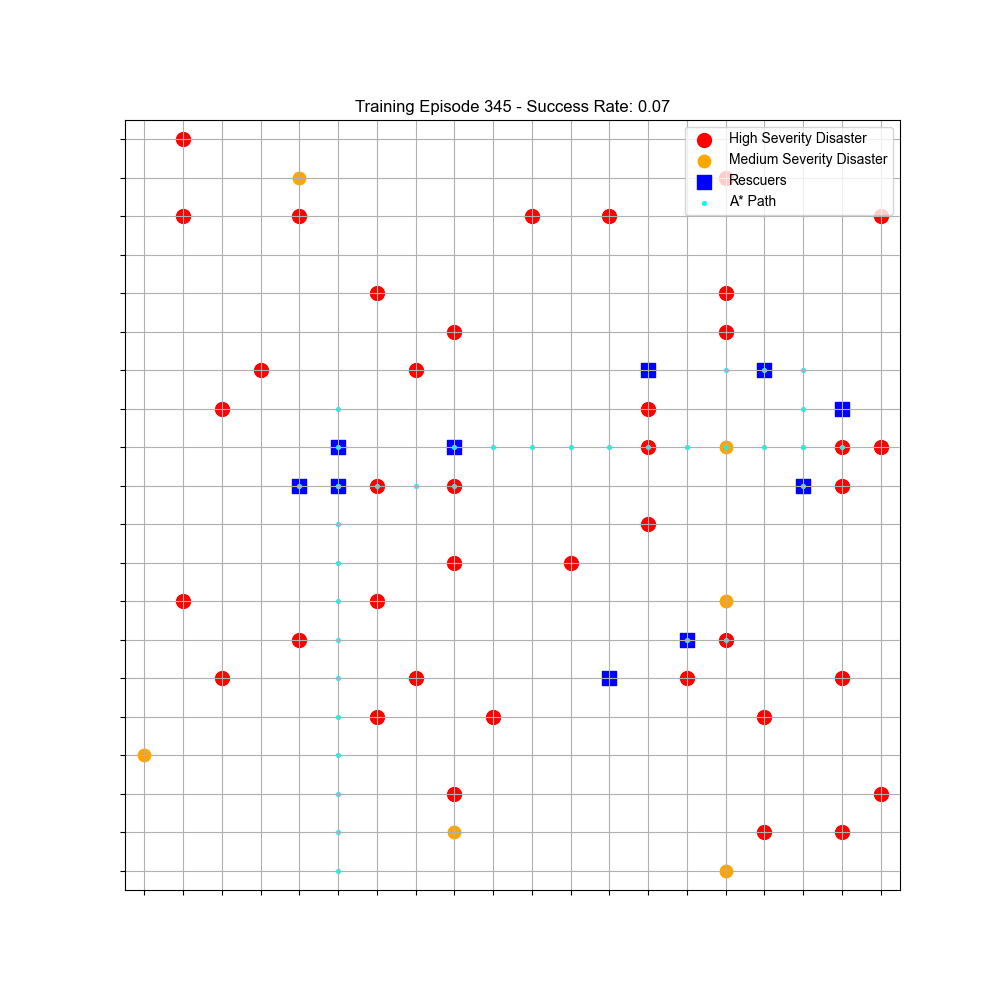 Training Episode 345 - Success Rate: 0.07
High Severity Disaster
Medium Severity Disaster
Rescuers
A* Path